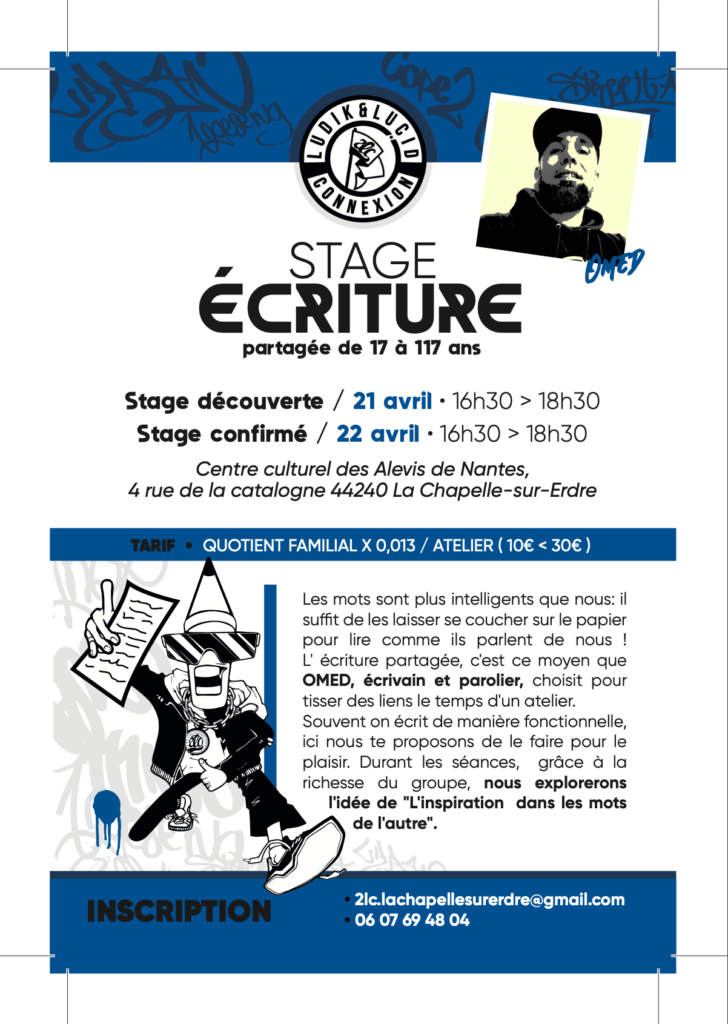 LUDIK&LUCID
2LC
CONNEXION
OMED
STAGE
ÉCRITURE
partagée de 17 à 117 ans
Stage découverte / 21 avril • 16h30 > 18h30
Stage confirmé / 22 avril • 16h30 > 18h30
Centre culturel des Alevis de Nantes,
4 rue de la catalogne 44240 La Chapelle-sur-Erdre
TARIF • QUOTIENT FAMILIAL X 0,013 / ATELIER ( 10€ < 30€ )
Les mots sont plus intelligents que nous: il
suffit de les laisser se coucher sur le papier
pour lire comme ils parlent de nous !
L' écriture partagée, c'est ce moyen que
OMED, écrivain et parolier, choisit pour
tisser des liens le temps d'un atelier.
Souvent on écrit de manière fonctionnelle,
ici nous te proposons de le faire pour le
plaisir. Durant les séances, grâce à la
richesse du groupe, nous explorerons
l'idée de "L'inspiration dans les mots
de l'autre".
INSCRIPTION
• 2lc.lachapellesurerdre@gmail.com
• 06 07 69 48 04